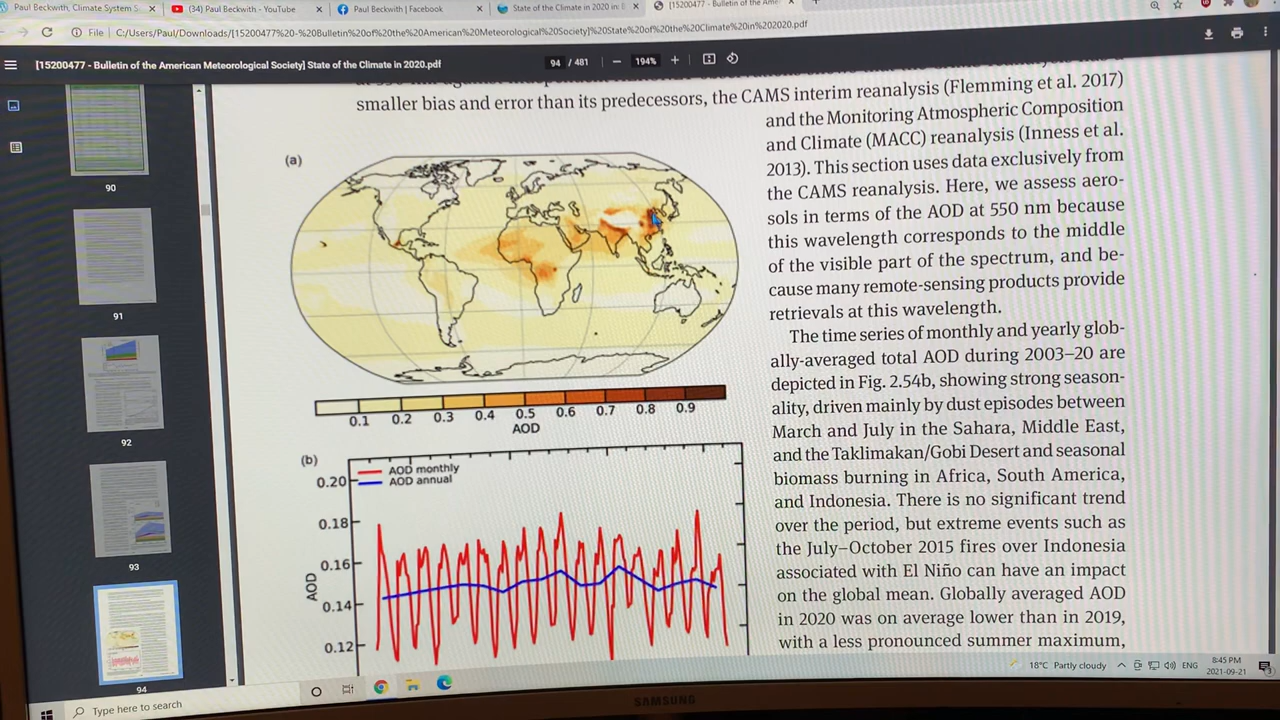 Paul Beckwith, Climate System S
(34) Paul Beckwith - YouTube
Paul Beckwith | Facebook
State of the Climate in 2020 in:
[15200477 - Bulletin of the Ame
File
C:/Users/Paul/Downloads/[15200477%20-%20Bulletin%20of%20the%20American%20Meteorological%20Society]%20State%20of%20the%20Climate%20in%202020.pdf
[15200477 - Bulletin of the American Meteorological Society] State of the Climate in 2020.pdf
94 / 481
194%
90
91
92
93
94
smaller bias and error than its predecessors, the CAMS interim reanalysis (Flemming et al. 2017)
and the Monitoring Atmospheric Composition
and Climate (MACC) reanalysis (Inness et al.
2013). This section uses data exclusively from
the CAMS reanalysis. Here, we assess aero-
sols in terms of the AOD at 550 nm because
this wavelength corresponds to the middle
of the visible part of the spectrum, and be-
cause many remote-sensing products provide
retrievals at this wavelength.
The time series of monthly and yearly glob-
ally-averaged total AOD during 2003–20 are
depicted in Fig. 2.54b, showing strong season-
ality, driven mainly by dust episodes between
March and July in the Sahara, Middle East,
and the Taklimakan/Gobi Desert and seasonal
biomass burning in Africa, South America,
and Indonesia. There is no significant trend
over the period, but extreme events such as
the July–October 2015 fires over Indonesia
associated with El Niño can have an impact
on the global mean. Globally averaged AOD
in 2020 was on average lower than in 2019,
with a less pronounced summer maximum,
(a)
0.1 0.2 0.3 0.4 0.5 0.6 0.7 0.8 0.9
AOD
(b)
AOD monthly
AOD annual
0.20
0.18
0.16
0.14
0.12
AOD
Type here to search
18°C Partly cloudy
ENG
8:45 PM
2021-09-21
SAMSUNG